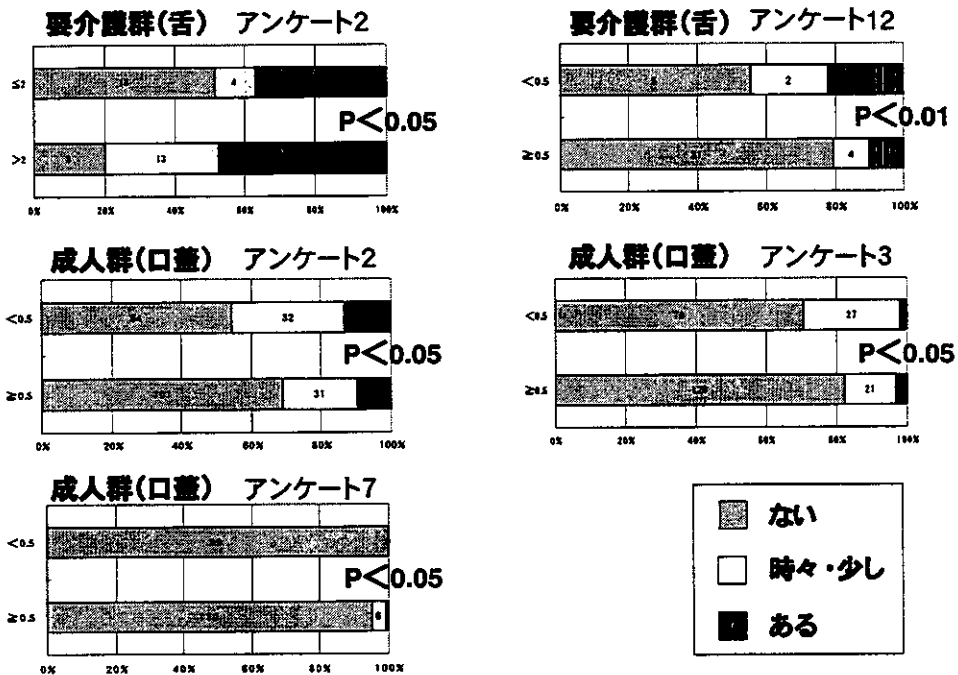 要介護群(舌) アンケート2
≤2
4
P<0.05
>2
13
0% 20% 40% 60% 80% 100%
要介護群(舌) アンケート12
<0.5
2
P<0.01
≥0.5
4
0% 20% 40% 60% 80% 100%
成人群(口蓋) アンケート2
<0.5
32
P<0.05
≥0.5
31
0% 20% 40% 60% 80% 100%
成人群(口蓋) アンケート3
<0.5
27
P<0.05
≥0.5
21
0% 20% 40% 60% 80% 100%
成人群(口蓋) アンケート7
<0.5
P<0.05
≥0.5
6
0% 20% 40% 60% 80% 100%
ない
時々・少し
ある